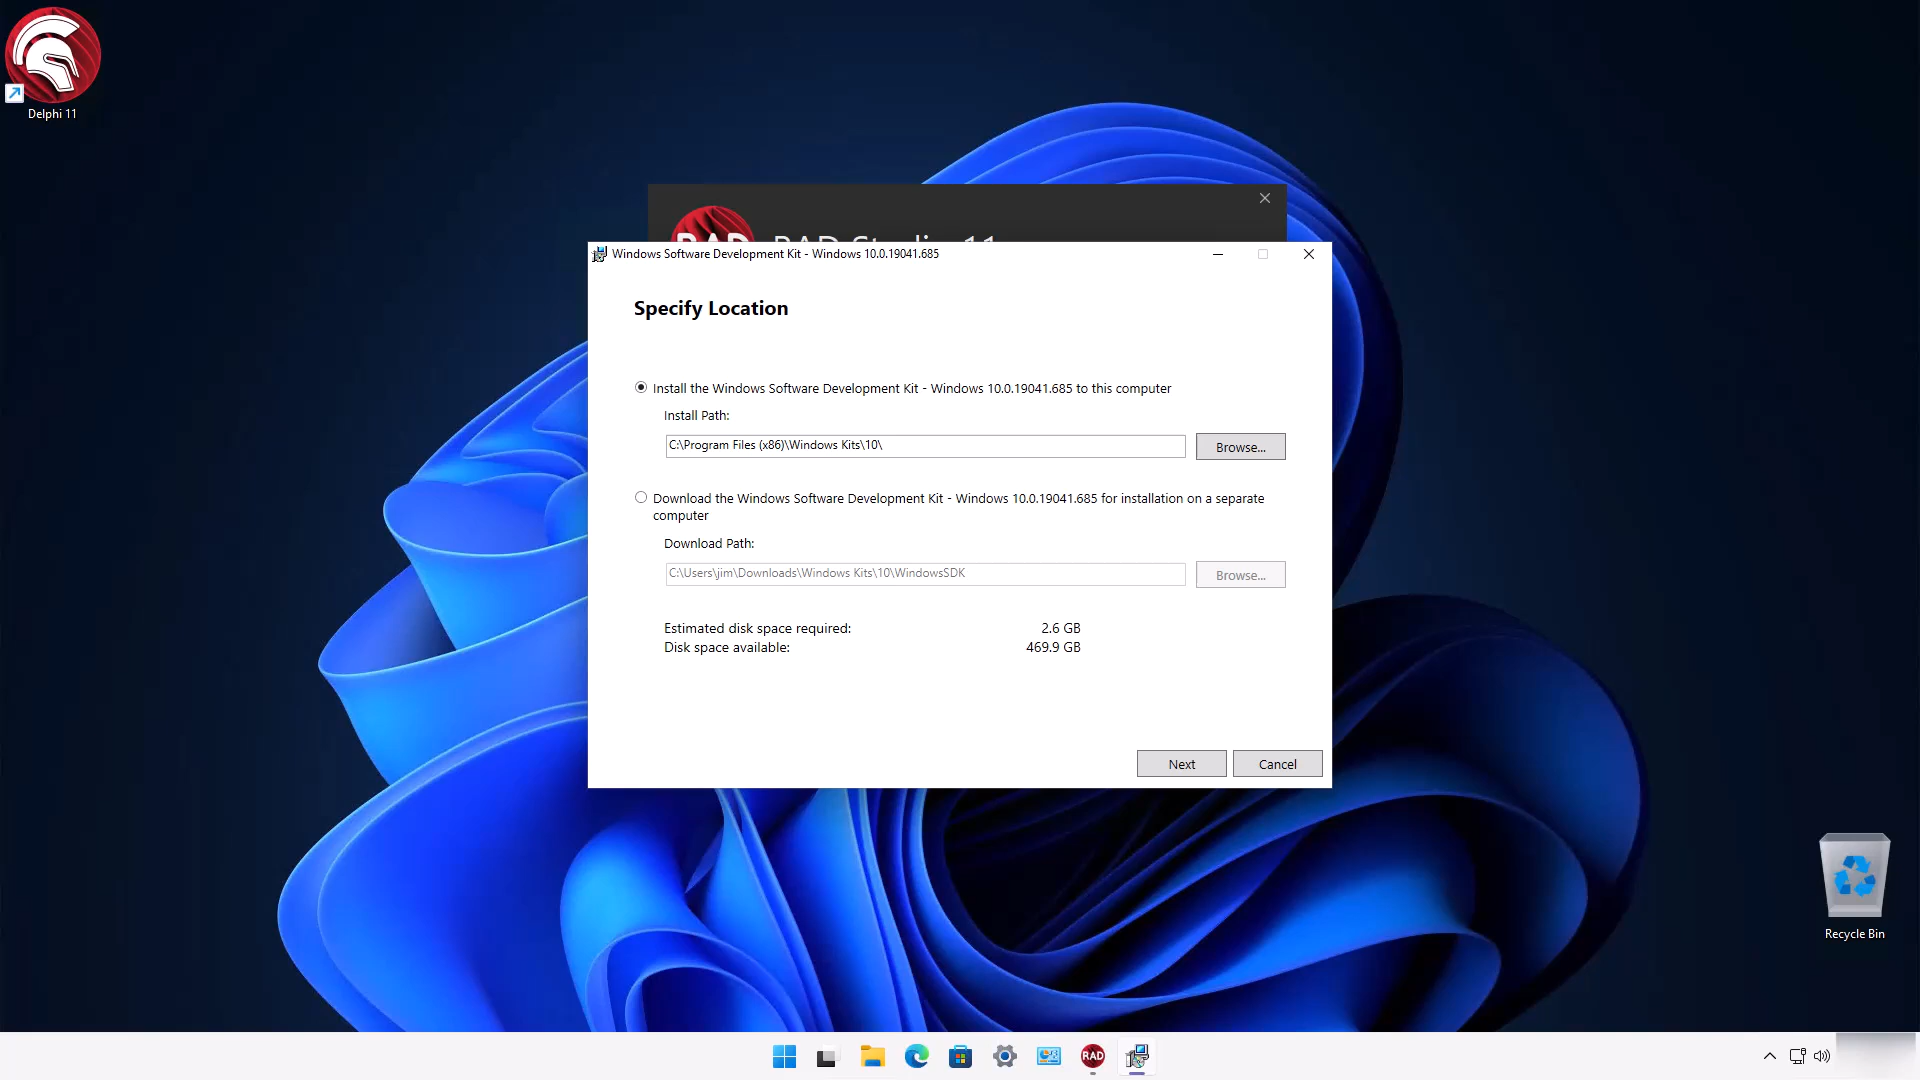 Delphi 11
RAD Studio 11
Windows Software Development Kit - Windows 10.0.19041.685
Specify Location
Install the Windows Software Development Kit - Windows 10.0.19041.685 to this computer
Install Path:
C:\Program Files (x86)\Windows Kits\10\
Browse...
Download the Windows Software Development Kit - Windows 10.0.19041.685 for installation on a separate
computer
Download Path:
C:\Users\jim\Downloads\Windows Kits\10\WindowsSDK
Browse...
Estimated disk space required: 2.6 GB
Disk space available: 469.9 GB
Next Cancel
Recycle Bin
RAD